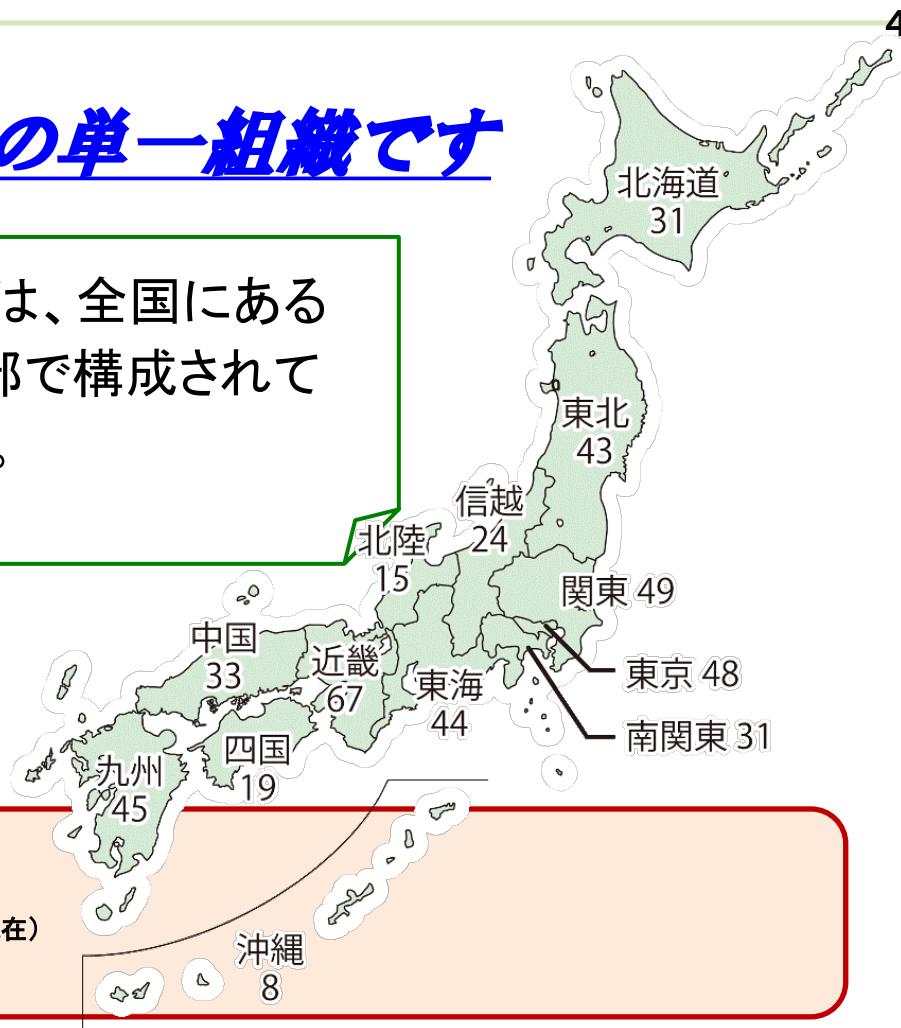 4
の単一組織です
は、全国にある
部で構成されて
。
北海道
31
東北
43
信越
24
北陸
15
関東 49
中国
33
近畿
67
東海
44
東京 48
南関東 31
四国
19
九州
45
在）
沖縄
8